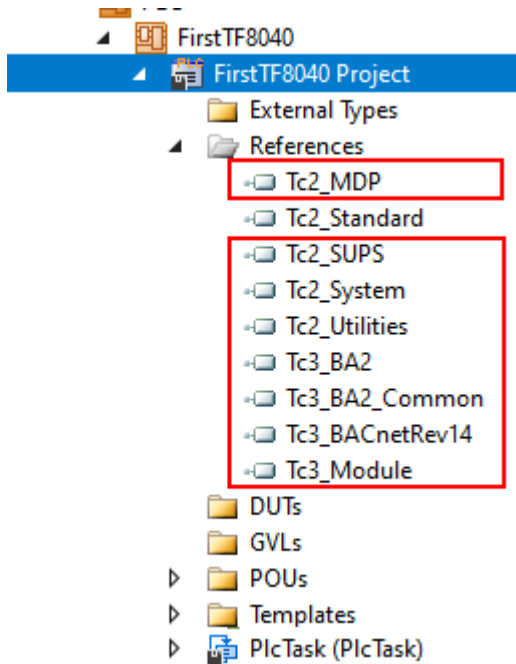 FirstTF8040
FirstTF8040 Project
External Types
References
Tc2_MDP
Tc2_Standard
Tc2_SUPS
Tc2_System
Tc2_Utilities
Tc3_BA2
Tc3_BA2_Common
Tc3_BACnetRev14
Tc3_Module
DUTs
GVLs
POUs
Templates
PlcTask (PlcTask)